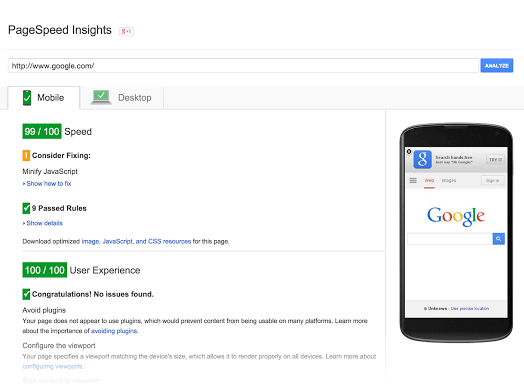 PageSpeed Insights
g+1
http://www.google.com/
ANALYZE
Mobile
Desktop
99 / 100 Speed
! Consider Fixing:
Minify JavaScript
Show how to fix
9 Passed Rules
Show details
Download optimized image, JavaScript, and CSS resources for this page.
100 / 100 User Experience
Congratulations! No issues found.
Avoid plugins
Your page does not appear to use plugins, which would prevent content from being usable on many platforms. Learn more
about the importance of avoiding plugins.
Configure the viewport
Your page specifies a viewport matching the device's size, which allows it to render properly on all devices. Learn more about
configuring viewports.
Size content to viewport
g
Search hands free
TRY IT
Web
Images
Sign in
Google
Unknown - Use precise location